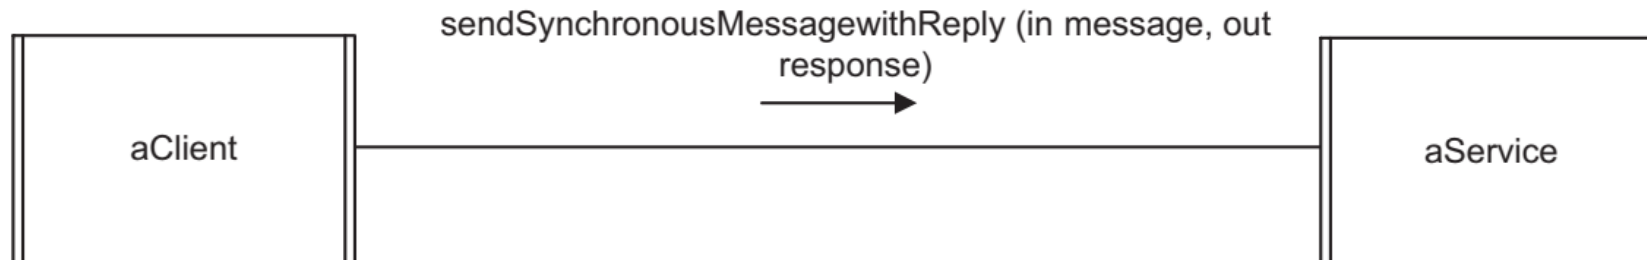 sendSynchronousMessagewithReply (in message, out
response)
aClient
aService